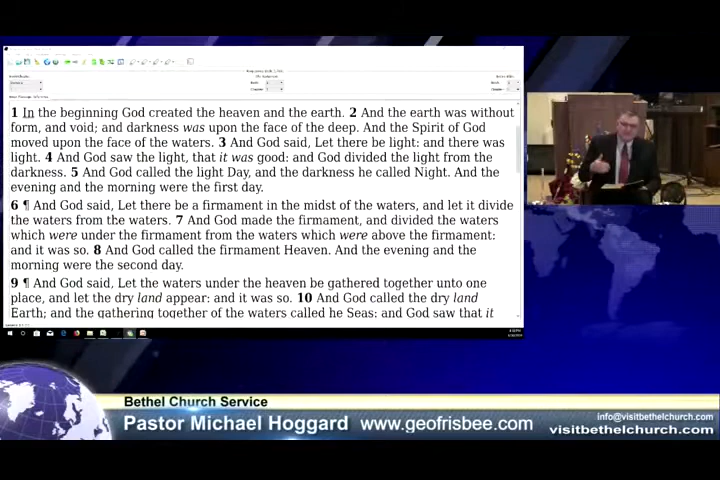 1 In the beginning God created the heaven and the earth. 2 And the earth was without
form, and void; and darkness was upon the face of the deep. And the Spirit of God
moved upon the face of the waters. 3 And God said, Let there be light: and there was
light. 4 And God saw the light, that it was good: and God divided the light from the
darkness. 5 And God called the light Day, and the darkness he called Night. And the
evening and the morning were the first day.
6 ¶ And God said, Let there be a firmament in the midst of the waters, and let it divide
the waters from the waters. 7 And God made the firmament, and divided the waters
which were under the firmament from the waters which were above the firmament:
and it was so. 8 And God called the firmament Heaven. And the evening and the
morning were the second day.
9 ¶ And God said, Let the waters under the heaven be gathered together unto one
place, and let the dry land appear: and it was so. 10 And God called the dry land
Earth; and the gathering together of the waters called he Seas: and God saw that it
Bethel Church Service
Pastor Michael Hoggard www.geofrisbee.com
info@visitbethelchurch.com
visitbethelchurch.com